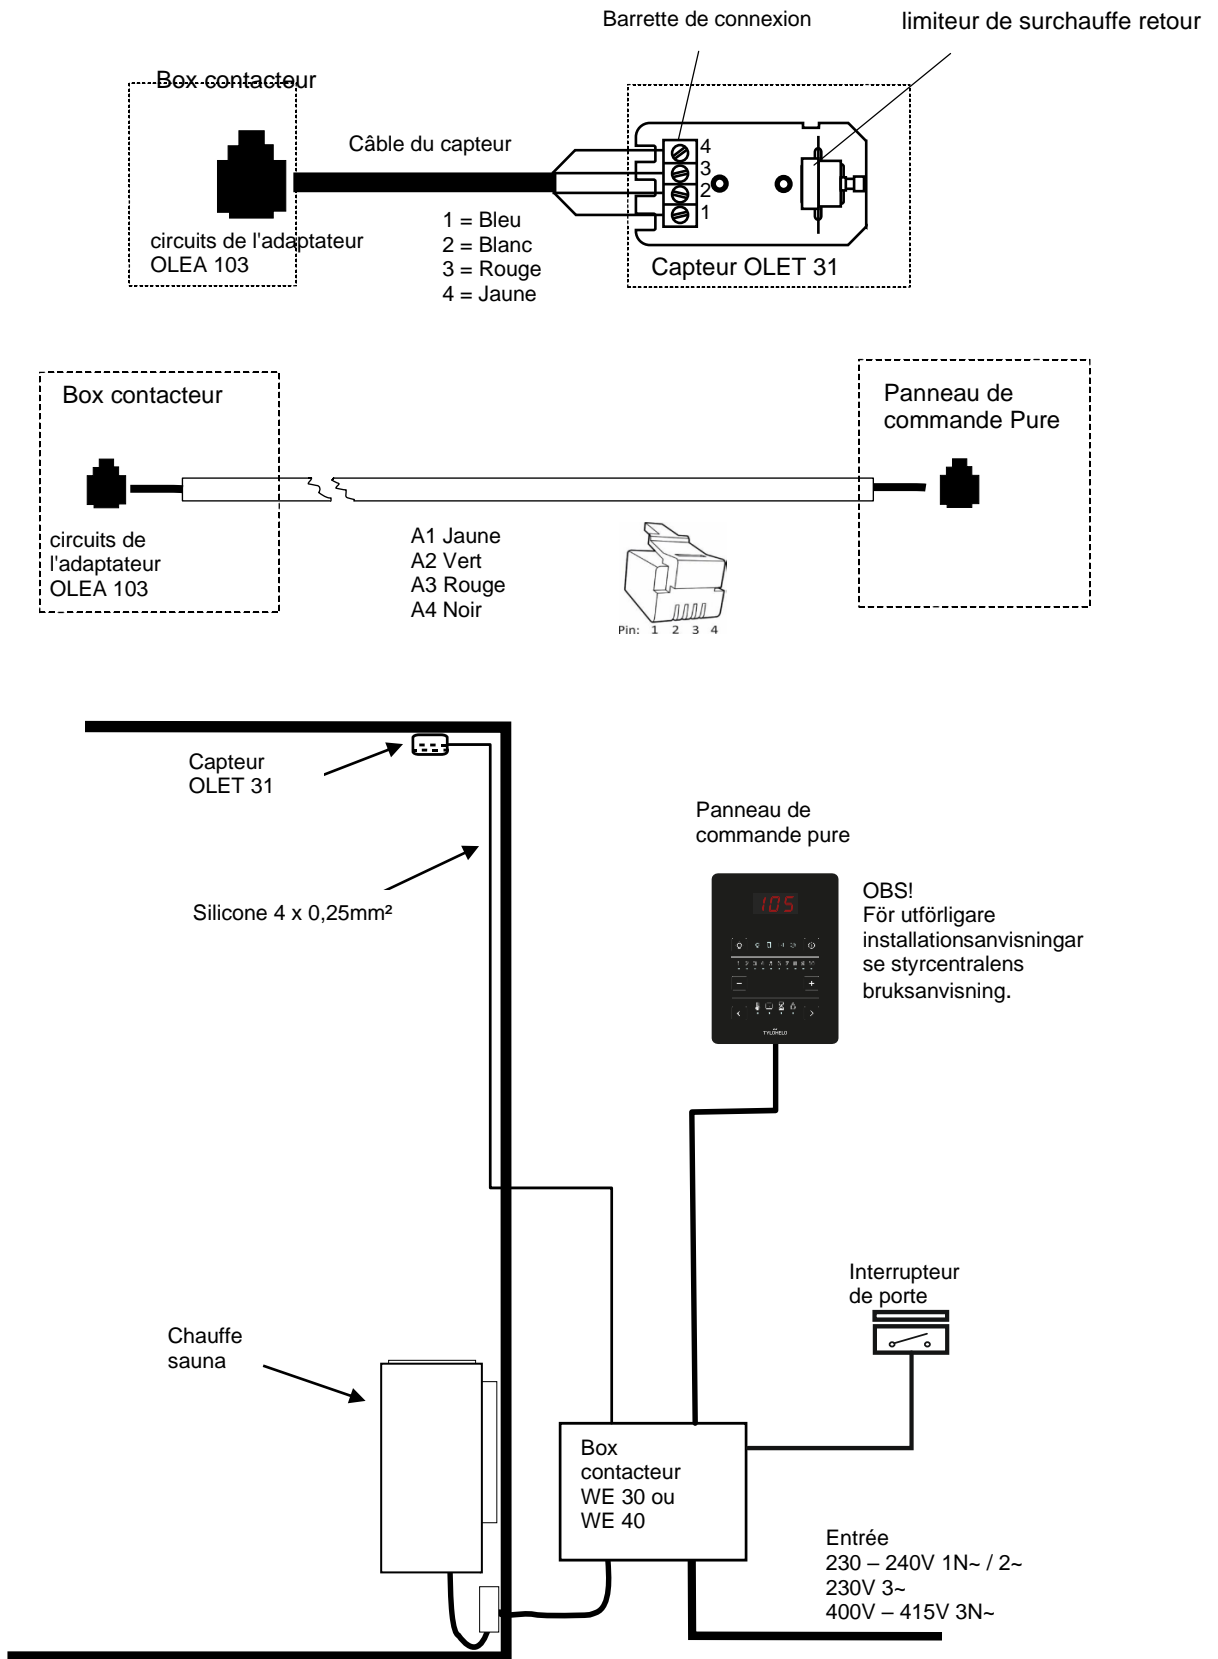 Barrette de connexion
limiteur de surchauffe retour
Box contacteur
Câble du capteur
4
3
2
1
circuits de l'adaptateur
OLEA 103
1 = Bleu
2 = Blanc
3 = Rouge
4 = Jaune
Capteur OLET 31
Box contacteur
Panneau de
commande Pure
circuits de
l'adaptateur
OLEA 103
A1 Jaune
A2 Vert
A3 Rouge
A4 Noir
Pin: 1 2 3 4
Capteur
OLET 31
Silicone 4 x 0,25mm²
Panneau de
commande pure
105
TYLÖHELO
OBS!
För utförligare
installationsanvisningar
se styrcentralens
bruksanvisning.
Interrupteur
de porte
Chauffe
sauna
Box
contacteur
WE 30 ou
WE 40
Entrée
230 – 240V 1N~ / 2~
230V 3~
400V – 415V 3N~